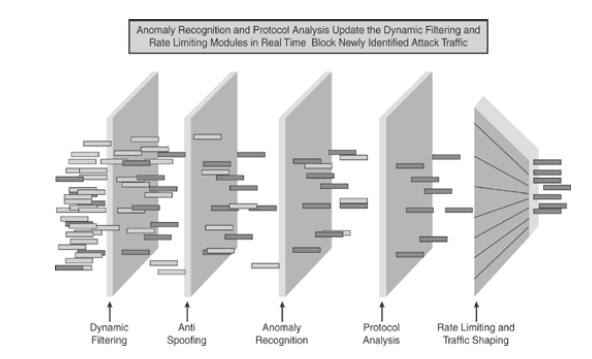 Anomaly Recognition and Protocol Analysis Update the Dynamic Filtering and
Rate Limiting Modules in Real Time Block Newly Identified Attack Traffic
Dynamic
Filtering
Anti
Spoofing
Anomaly
Recognition
Protocol
Analysis
Rate Limiting and
Traffic Shaping